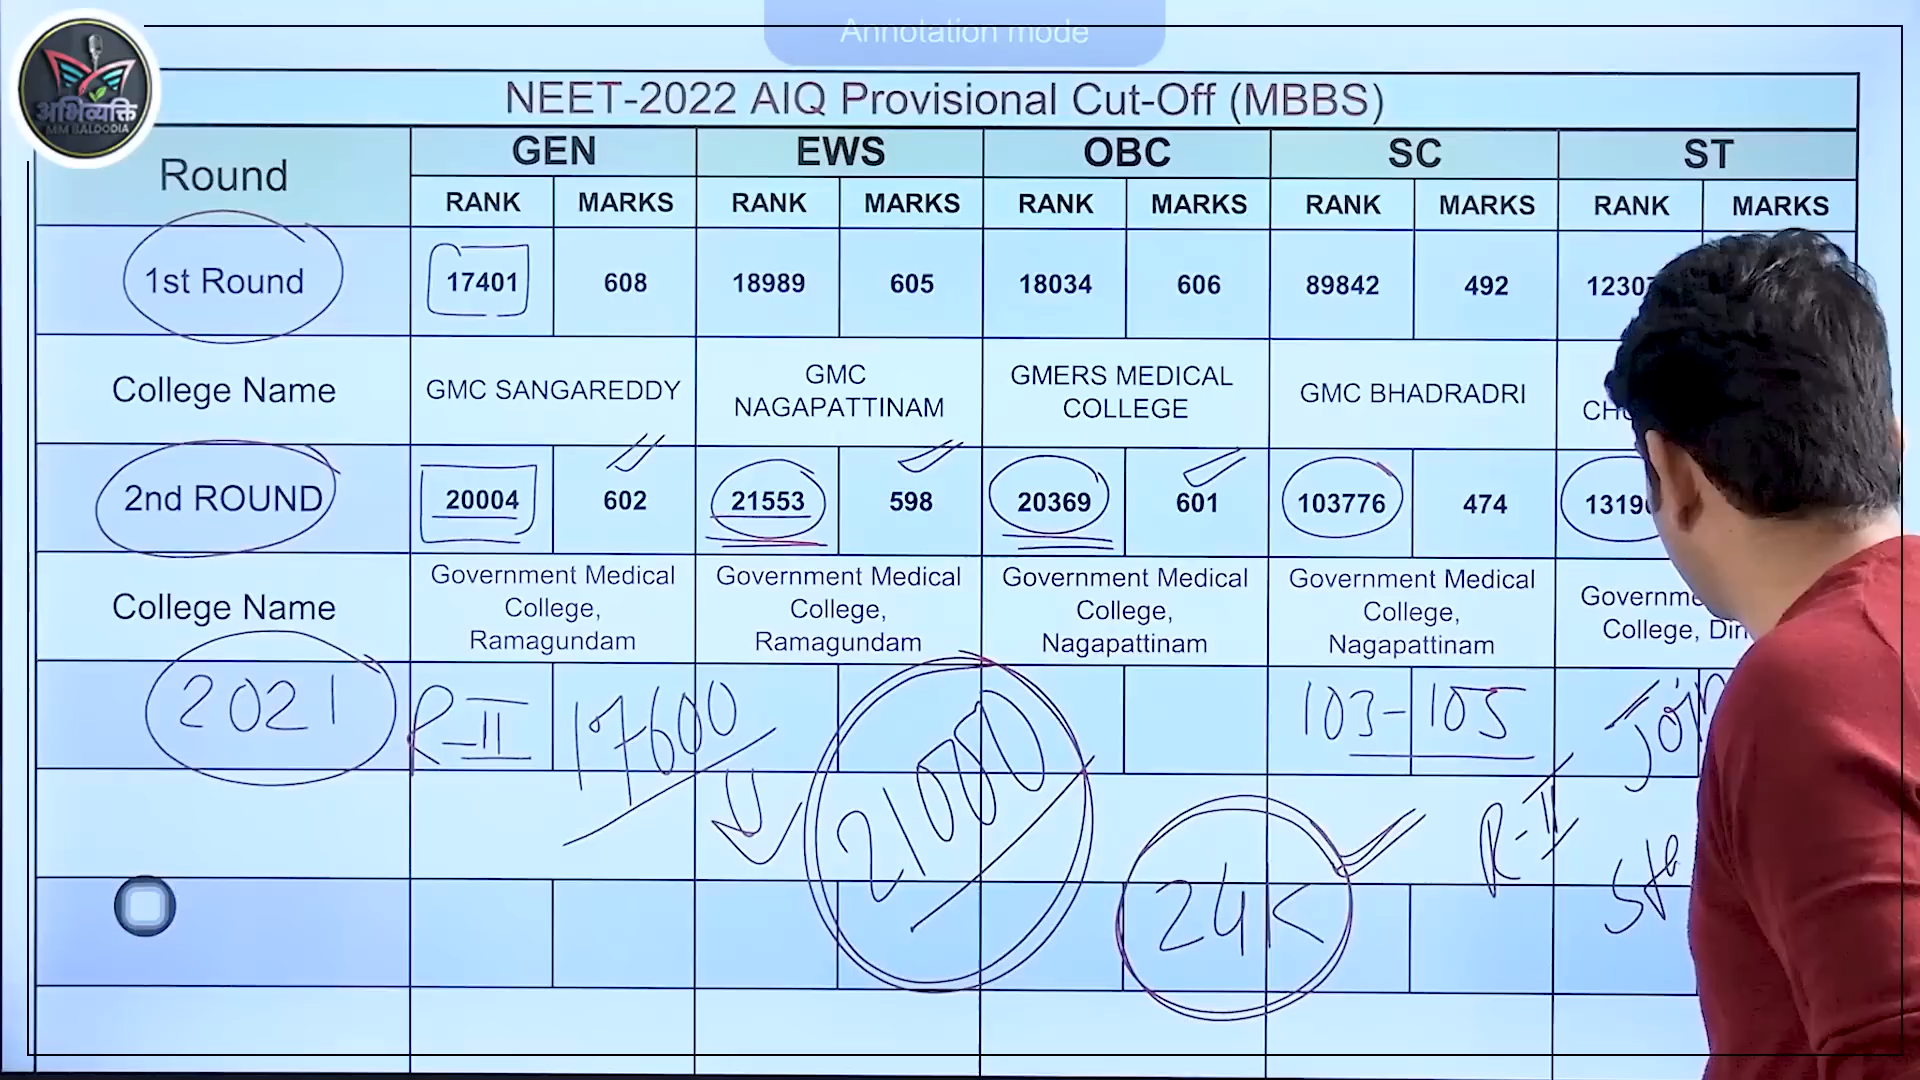 Annotation mode
अभिव्यक्ति
MM BALDODIA
NEET-2022 AIQ Provisional Cut-Off (MBBS)
Round GEN EWS OBC SC ST
RANK MARKS RANK MARKS RANK MARKS RANK MARKS RANK MARKS
1st Round 17401 608 18989 605 18034 606 89842 492
College Name GMC SANGAREDDY GMC NAGAPATTINAM GMERS MEDICAL COLLEGE GMC BHADRADRI
2nd ROUND 20004 602 21553 598 20369 601 103776 474
College Name Government Medical College, Ramagundam Government Medical College, Ramagundam Government Medical College, Nagapattinam Government Medical College, Nagapattinam College,
2021 R-II 17600 103-105
21000 R-II
24K